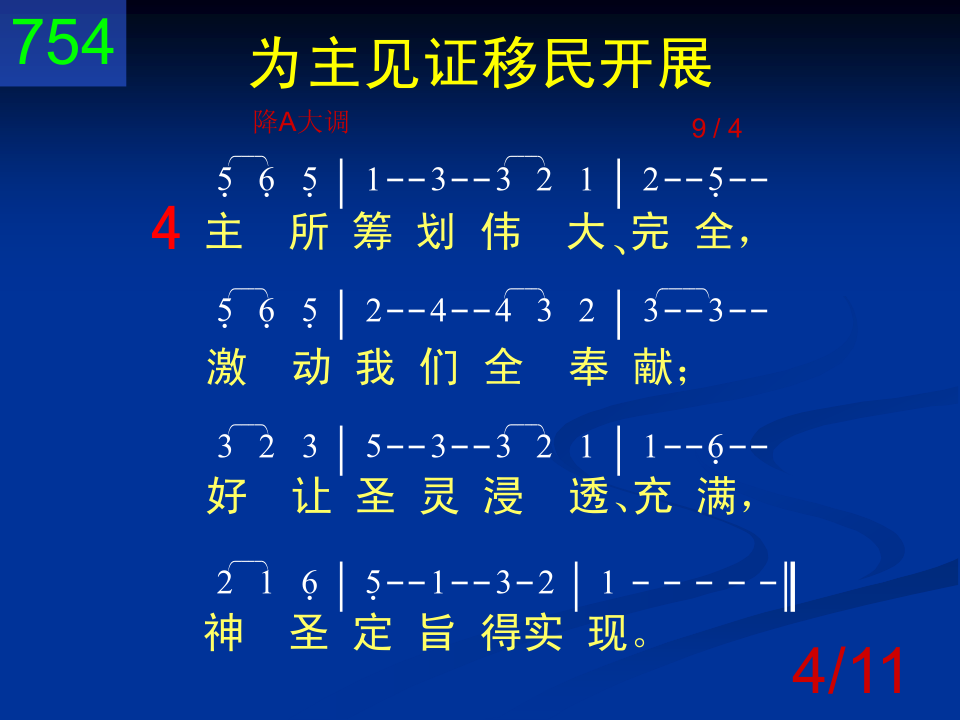 754
为主见证移民开展
降A大调
9 / 4
5̣ 6̣ 5̣ | 1--3--3 2 1 | 2--5̣--
4
主 所 筹 划 伟 大、完 全，
5̣ 6̣ 5̣ | 2--4--4 3 2 | 3--3--
激 动 我 们 全 奉 献；
3 2 3 | 5--3--3 2 1 | 1--6̣--
好 让 圣 灵 浸 透、充 满，
2 1 6̣ | 5̣--1--3-2 | 1 - - - - - ‖
神 圣 定 旨 得实 现。
4/11